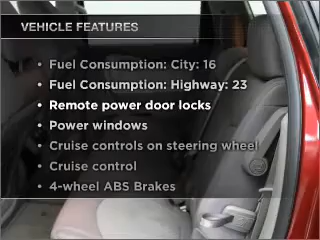 VEHICLE FEATURES
• Fuel Consumption: City: 16
• Fuel Consumption: Highway: 23
• Remote power door locks
• Power windows
• Cruise controls on steering wheel
• Cruise control
• 4-wheel ABS Brakes